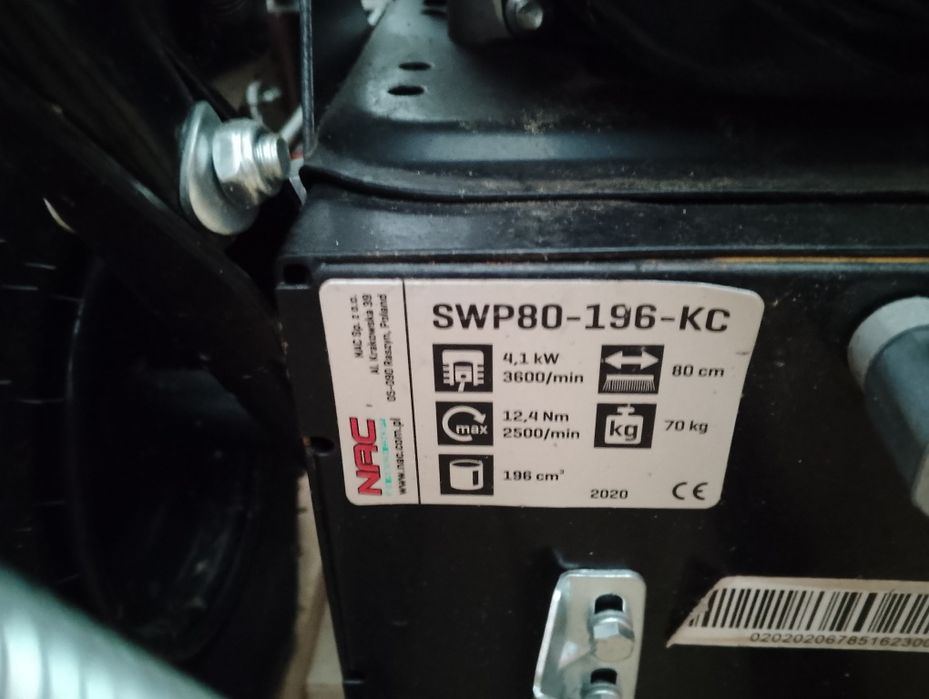 SWP80-196-KC
4,1 kW
3600/min
80 cm
12,4 Nm
2500/min
max
kg
70 kg
196 cm³
2020
CE
NAC Sp. z o.o.
Al. Krakowska 39
05-090 Raszyn, Poland
NAC
www.nac.com.pl